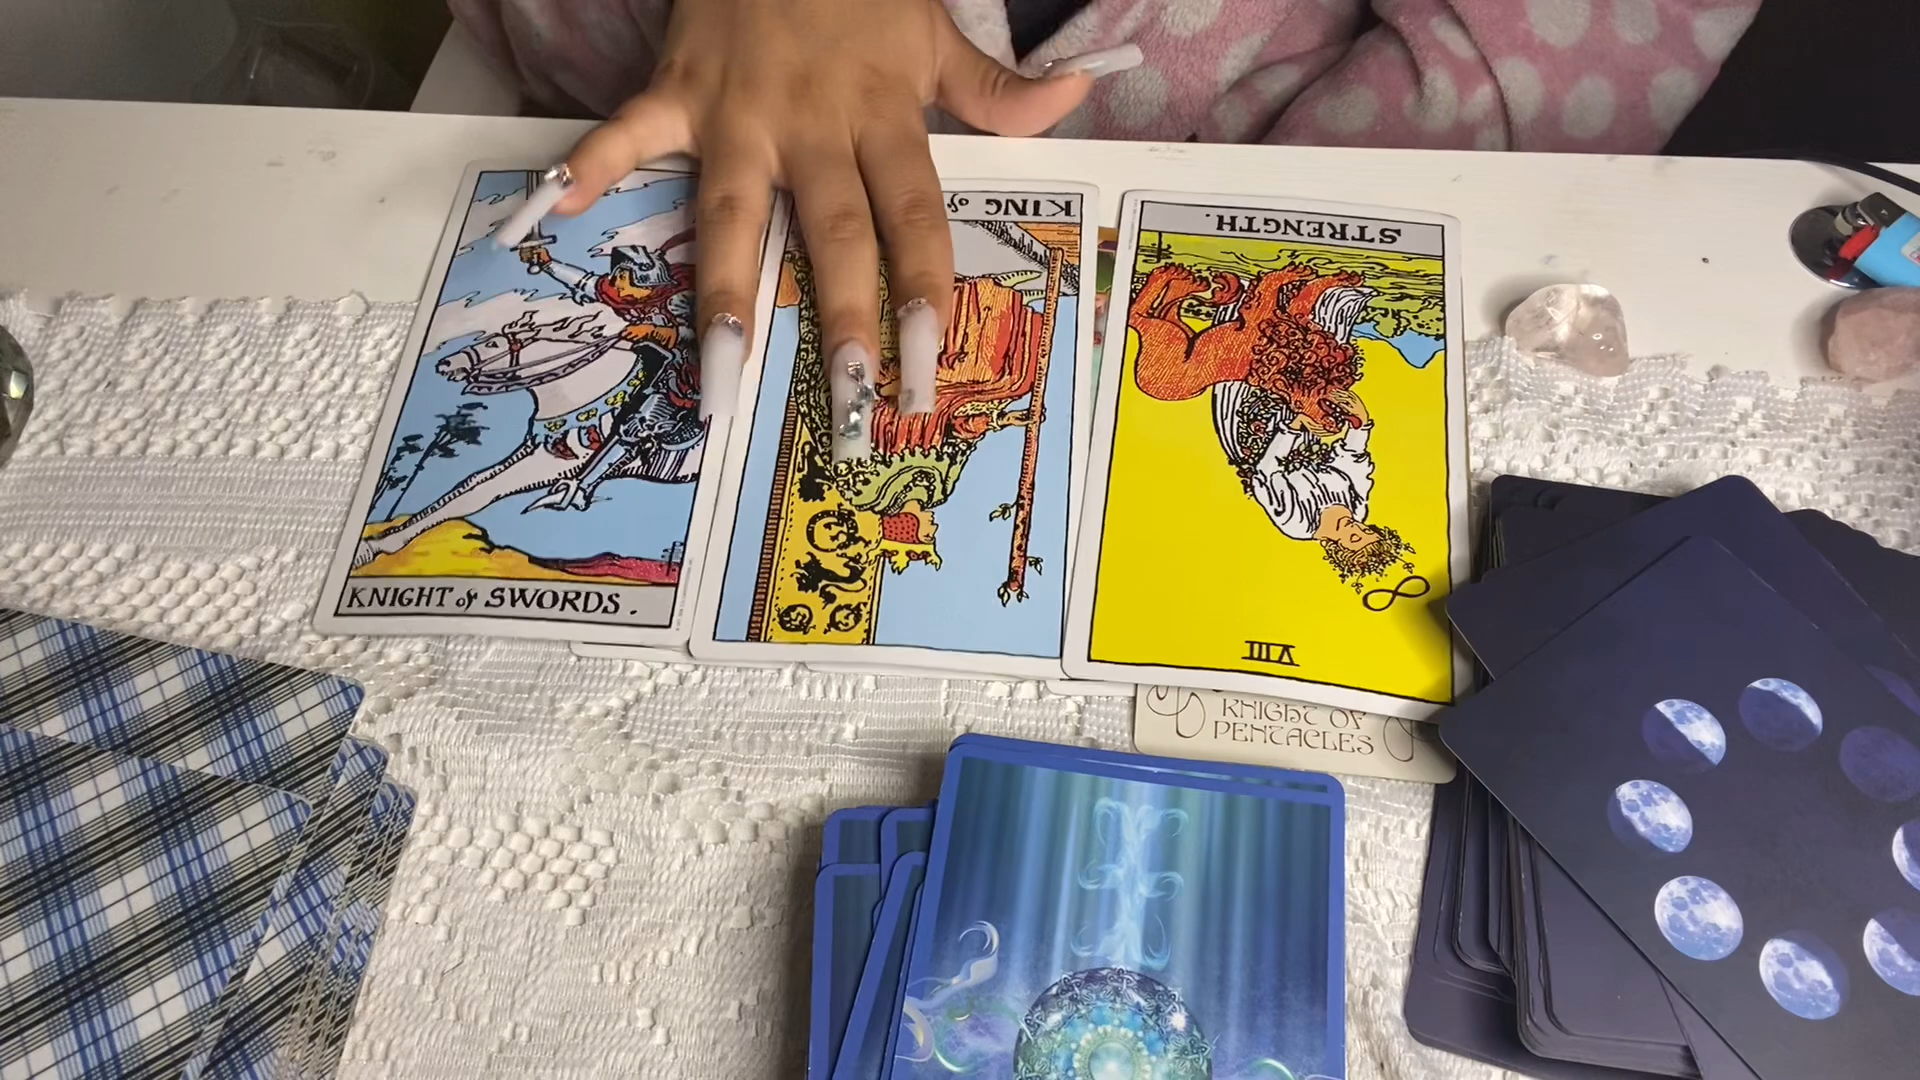 KING of
STRENGTH.
KNIGHT of SWORDS.
VIII
KNIGHT OF
PENTACLES